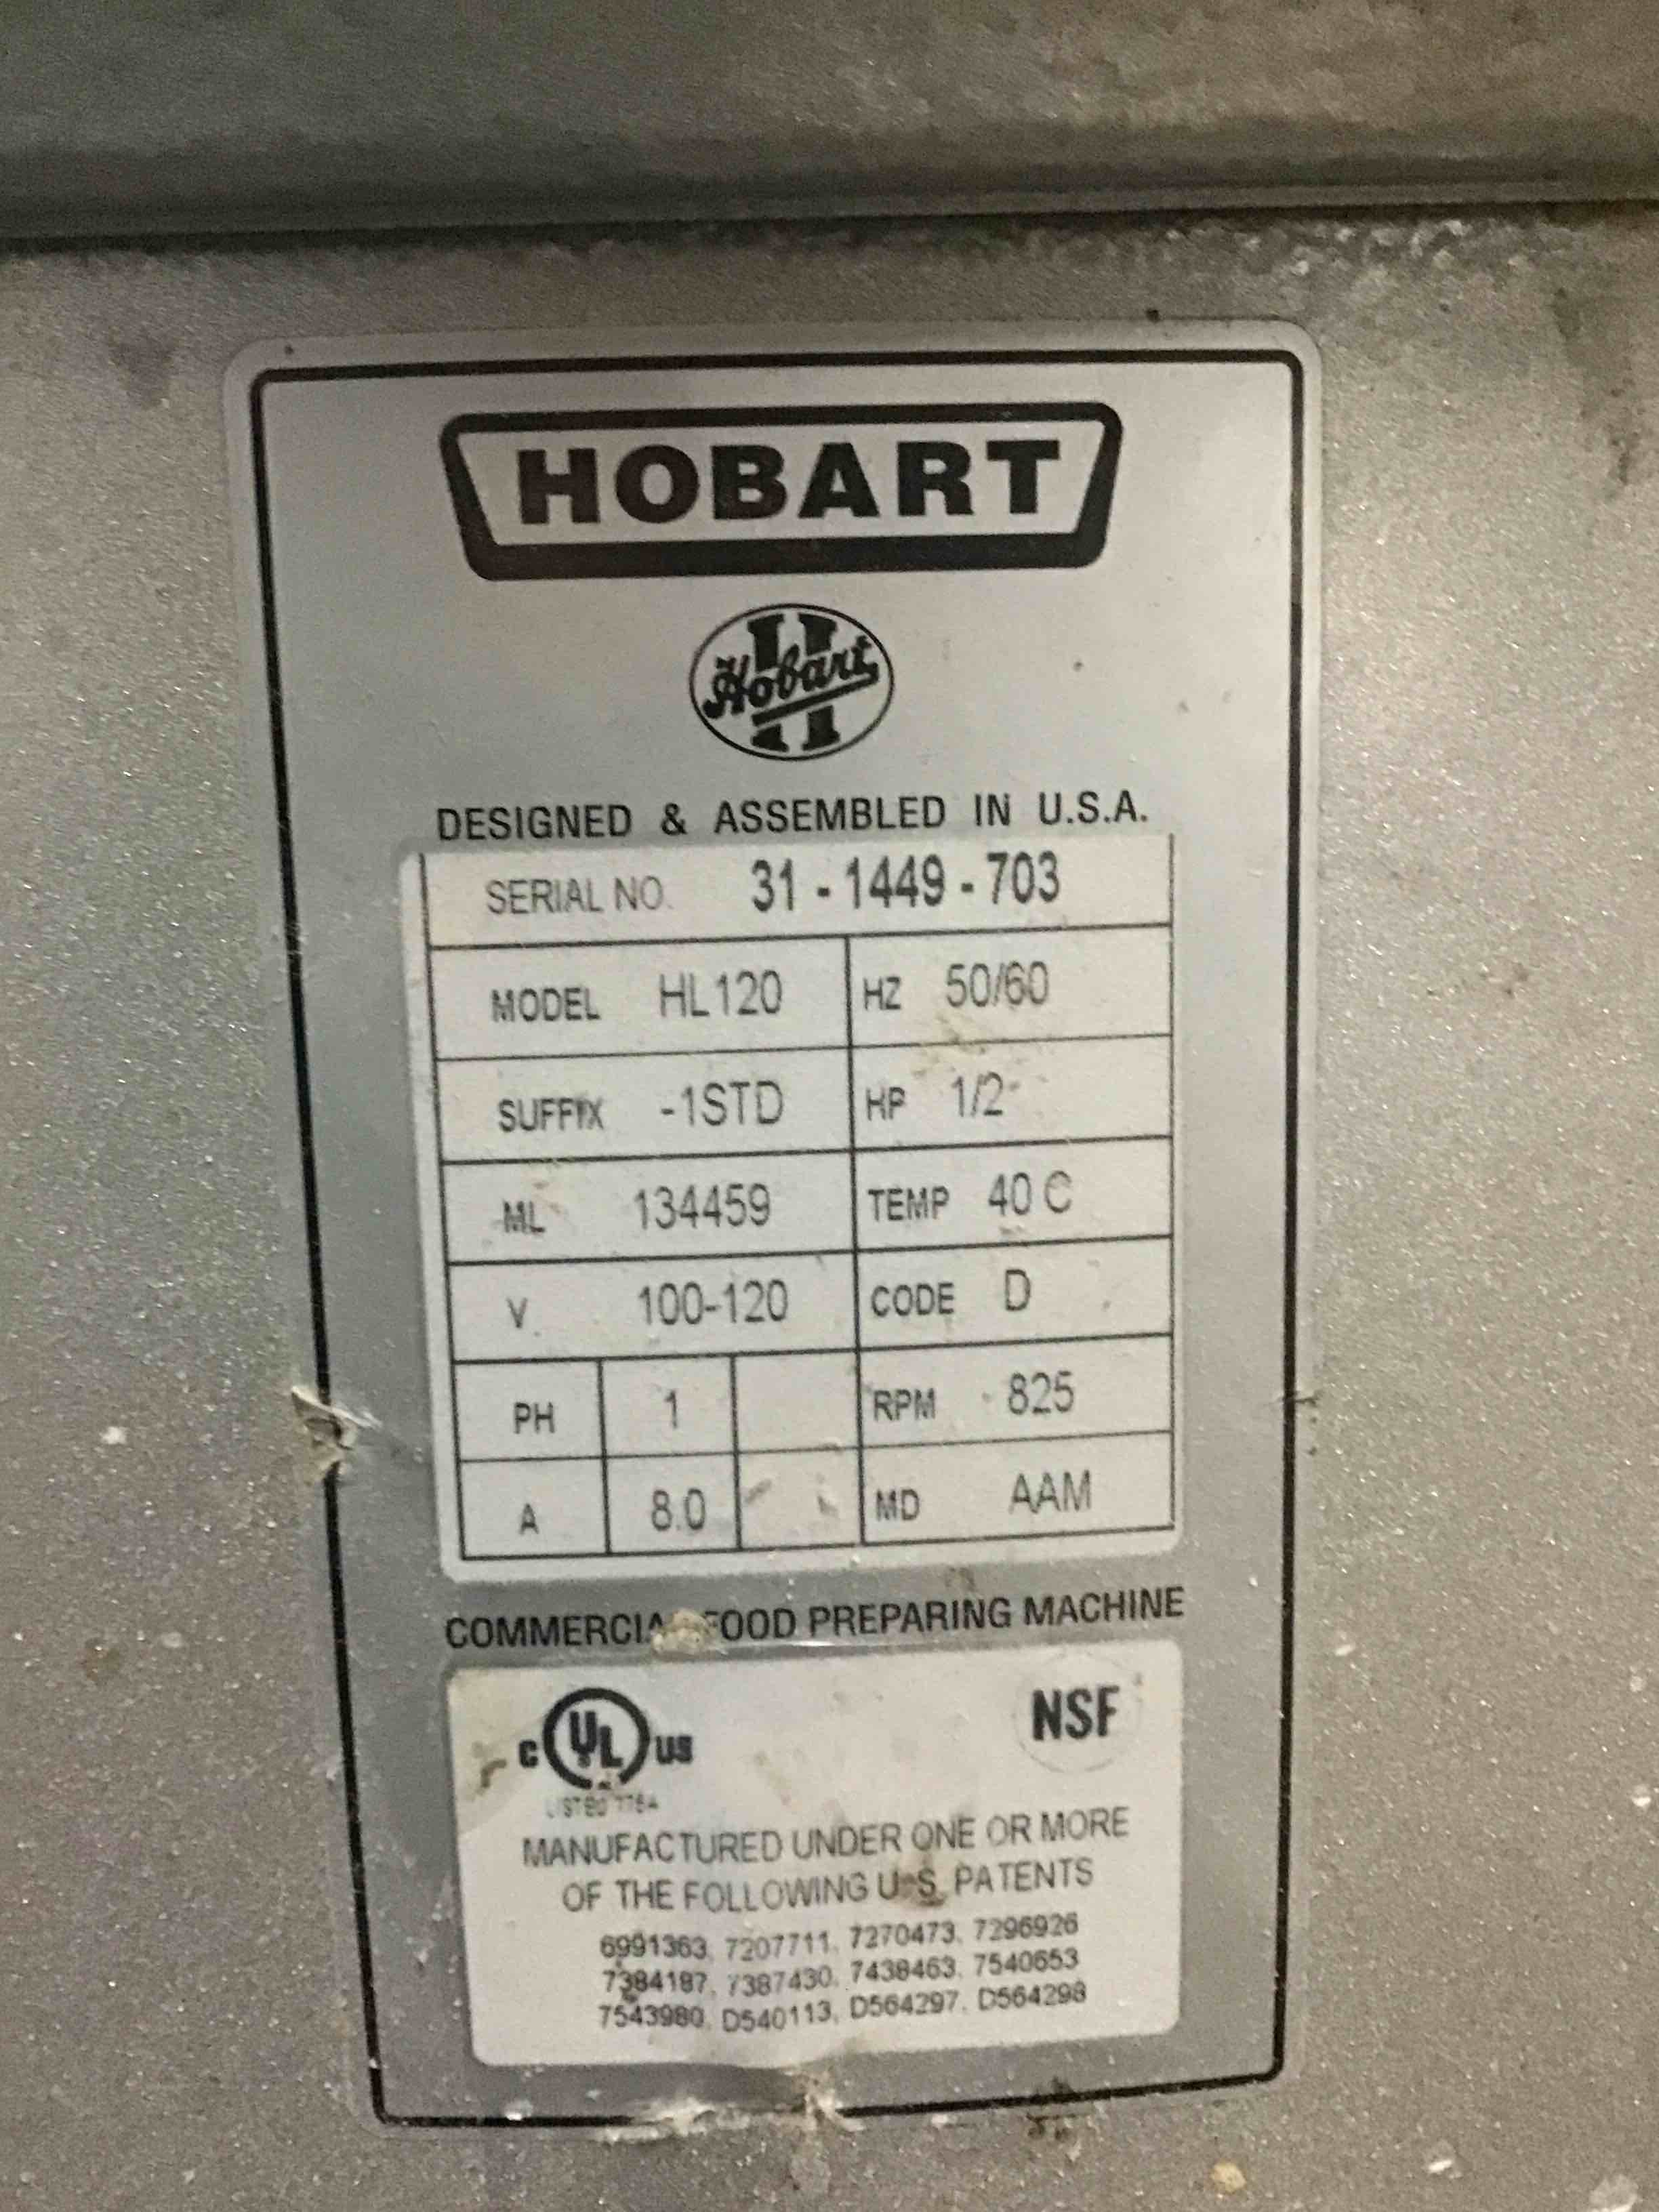 HOBART
Hobart
DESIGNED & ASSEMBLED IN U.S.A.
SERIAL NO. 31 - 1449 - 703
MODEL HL120 HZ 50/60
SUFFIX -1STD HP 1/2
ML 134459 TEMP 40 C
V 100-120 CODE D
PH 1 RPM 825
A 8.0 MD AAM
FOOD PREPARING MACHINE
C UL US NSF
LISTED
MANUFACTURED UNDER ONE OR MORE
OF THE FOLLOWING U.S. PATENTS
6991363, 7207711, 7270473, 7296926
7384187, 7387430, 7438463, 7540653
7543980, D540113, D564297, D564298